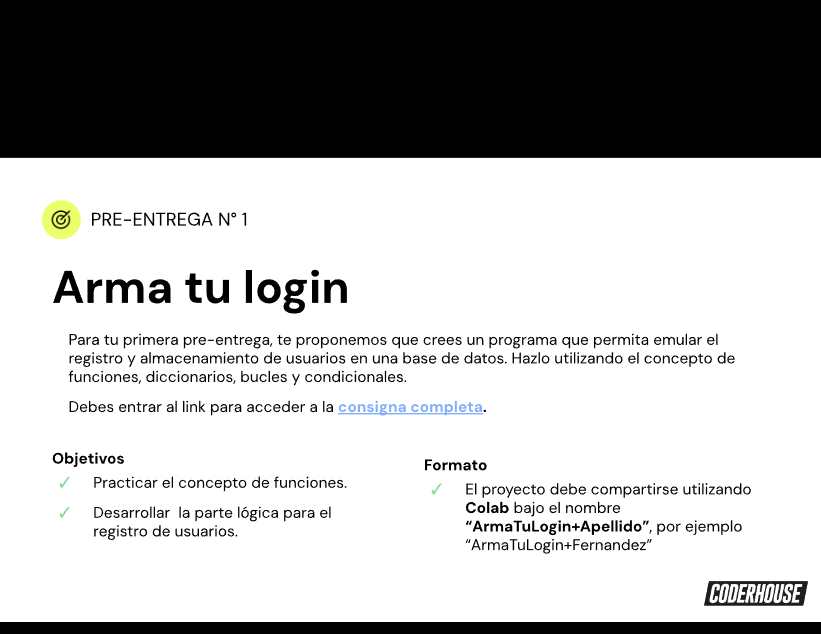 PRE-ENTREGA N° 1
Arma tu login
Para tu primera pre-entrega, te proponemos que crees un programa que permita emular el
registro y almacenamiento de usuarios en una base de datos. Hazlo utilizando el concepto de
funciones, diccionarios, bucles y condicionales.
Debes entrar al link para acceder a la consigna completa.
Objetivos
✓ Practicar el concepto de funciones.
✓ Desarrollar  la parte lógica para el
registro de usuarios.
Formato
✓ El proyecto debe compartirse utilizando
Colab bajo el nombre
“ArmaTuLogin+Apellido”, por ejemplo
“ArmaTuLogin+Fernandez”
CODERHOUSE